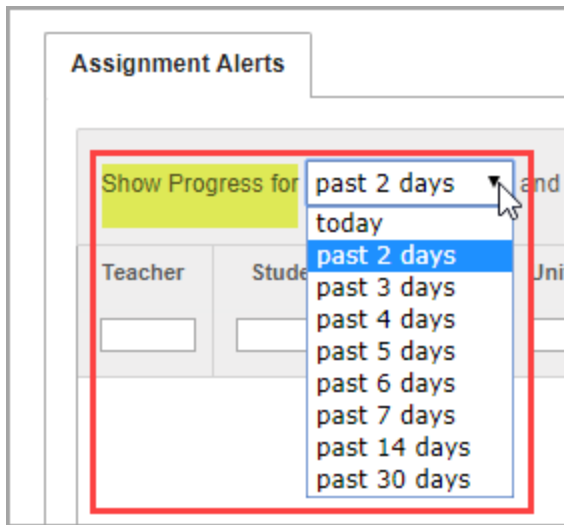 Assignment Alerts
Show Progress for past 2 days and
today
past 2 days
Teacher
past 3 days
past 4 days
past 5 days
past 6 days
past 7 days
past 14 days
past 30 days